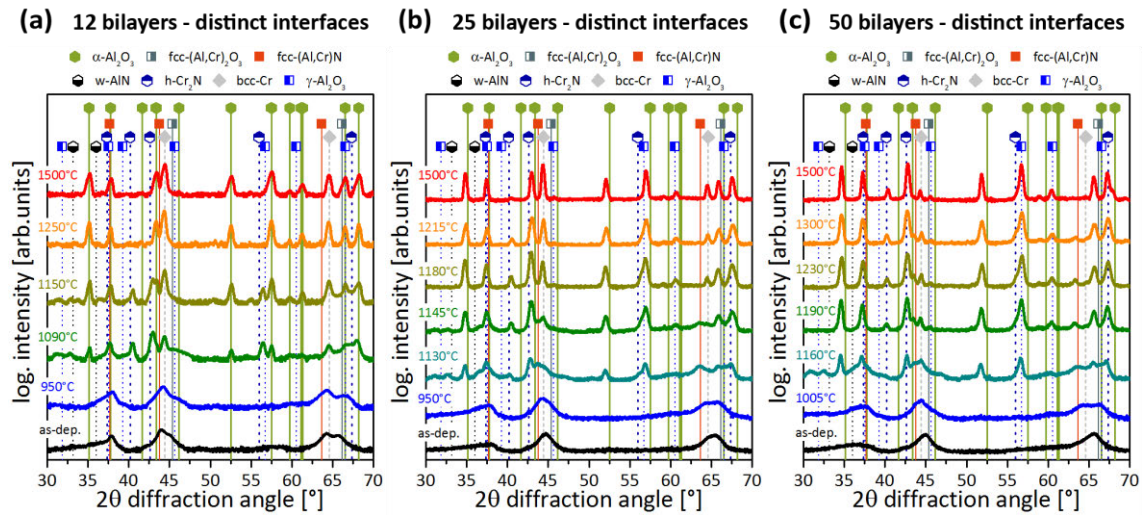 (a) 12 bilayers - distinct interfaces
α-Al₂O₃ fcc-(Al,Cr)₂O₃ fcc-(Al,Cr)N
w-AlN h-Cr₂N bcc-Cr γ-Al₂O₃
log. intensity [arb.units]
1500°C
1250°C
1150°C
1090°C
950°C
as-dep.
30 35 40 45 50 55 60 65 70
2θ diffraction angle [°]
(b) 25 bilayers - distinct interfaces
α-Al₂O₃ fcc-(Al,Cr)₂O₃ fcc-(Al,Cr)N
w-AlN h-Cr₂N bcc-Cr γ-Al₂O₃
log. intensity [arb.units]
1500°C
1215°C
1180°C
1145°C
1130°C
950°C
as-dep.
30 35 40 45 50 55 60 65 70
2θ diffraction angle [°]
(c) 50 bilayers - distinct interfaces
α-Al₂O₃ fcc-(Al,Cr)₂O₃ fcc-(Al,Cr)N
w-AlN h-Cr₂N bcc-Cr γ-Al₂O₃
log. intensity [arb.units]
1500°C
1300°C
1230°C
1190°C
1160°C
1005°C
as-dep.
30 35 40 45 50 55 60 65 70
2θ diffraction angle [°]